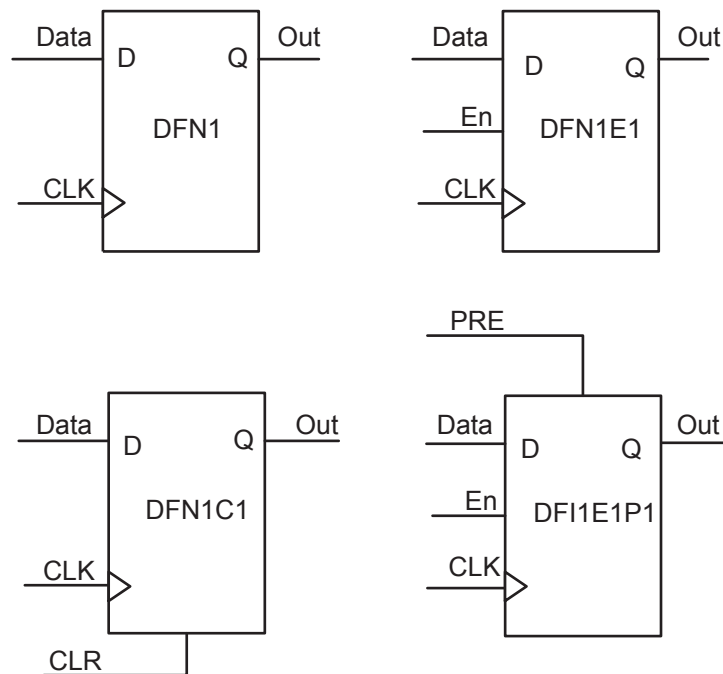 Data
D
Q
Out
DFN1
CLK
Data
D
Q
Out
En
DFN1E1
CLK
Data
D
Q
Out
DFN1C1
CLK
CLR
PRE
Data
D
Q
Out
En
DFI1E1P1
CLK